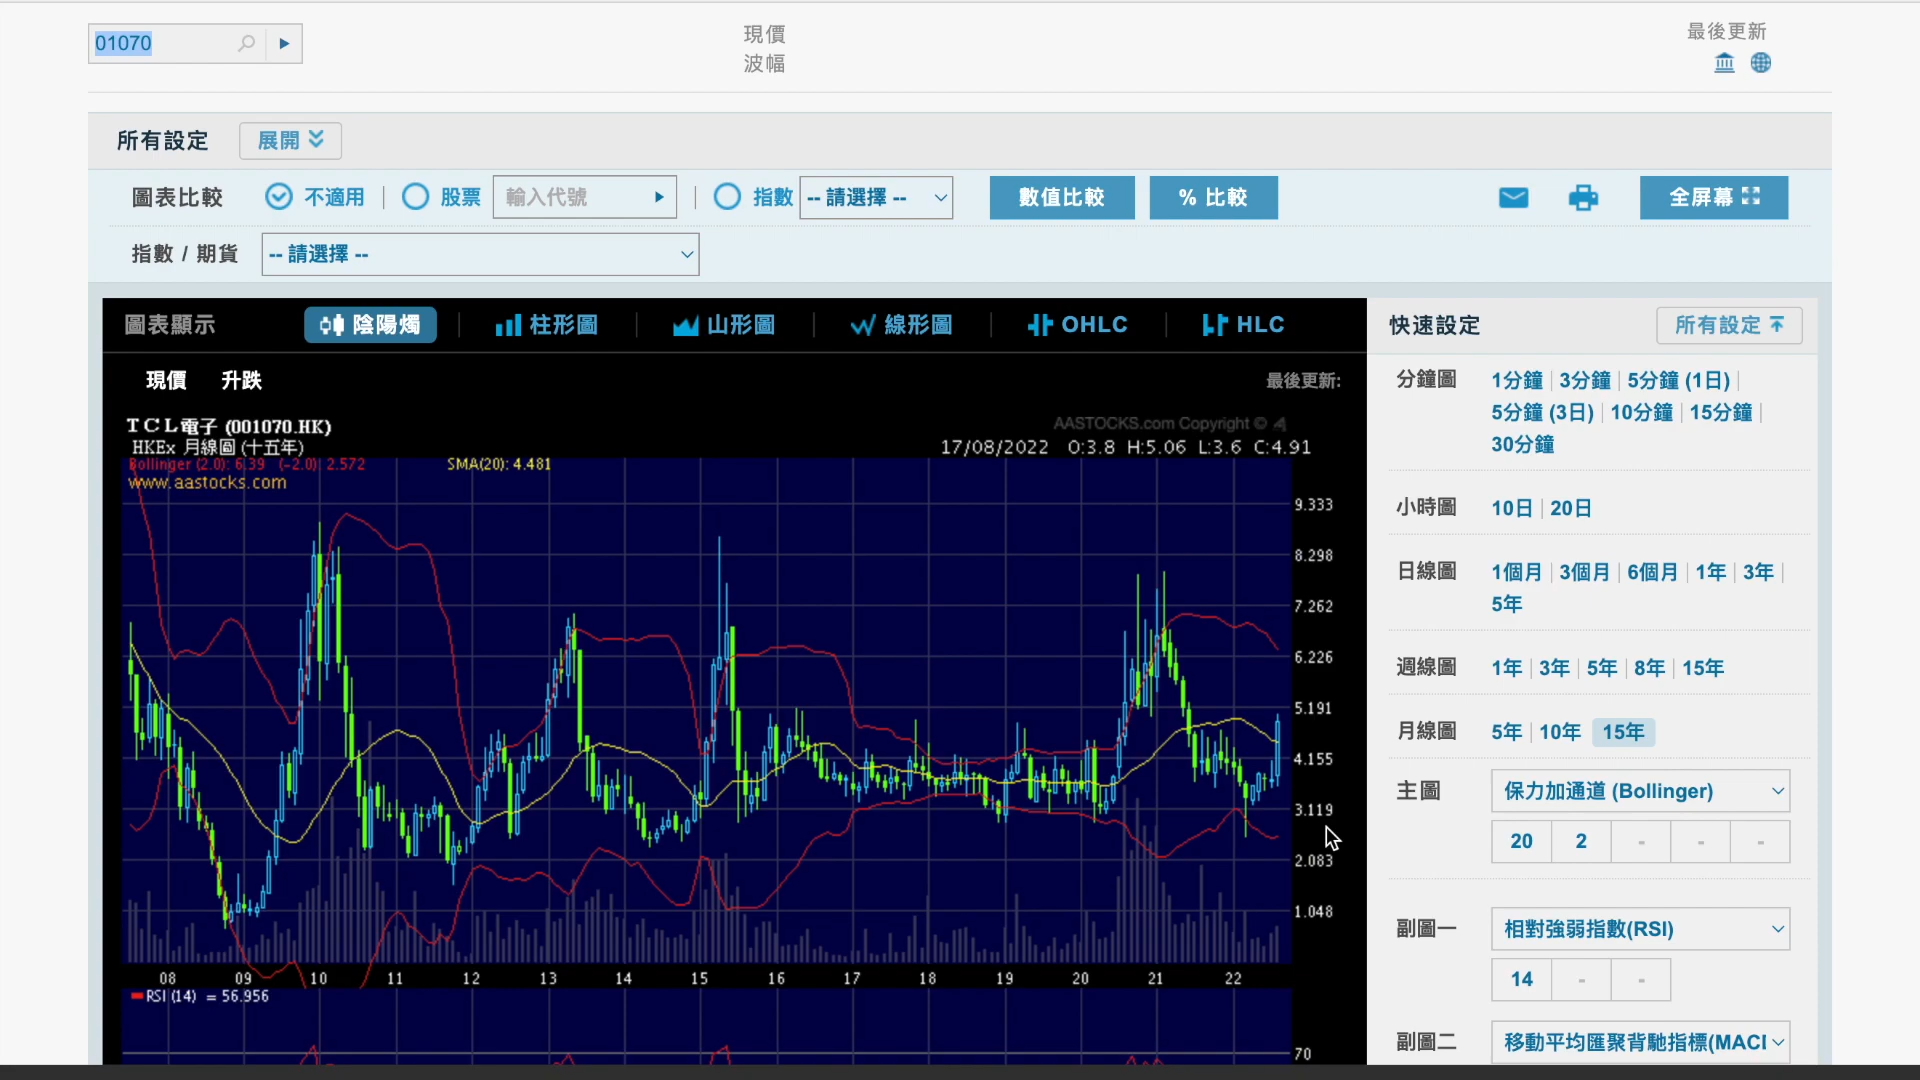 01070
現價
波幅
最後更新
所有設定 展開
圖表比較 不適用 股票 輸入代號 指數 -- 請選擇 -- 數值比較 % 比較 全屏幕
指數 / 期貨 -- 請選擇 --
圖表顯示 陰陽燭 柱形圖 山形圖 線形圖 OHLC HLC
現價 升跌 最後更新:
TCL電子 (001070.HK) AASTOCKS.com Copyright ©
HKEx 月線圖 (十五年) 17/08/2022 O:3.8 H:5.06 L:3.6 C:4.91
Bollinger (2.0): 6.39 (-2.0): 2.572 SMA(20): 4.481
www.aastocks.com
9.333
8.298
7.262
6.226
5.191
4.155
3.119
2.083
1.048
08 09 10 11 12 13 14 15 16 17 18 19 20 21 22
RSI (14) = 56.956
70
快速設定 所有設定
分鐘圖 1分鐘 3分鐘 5分鐘 (1日)
5分鐘 (3日) 10分鐘 15分鐘
30分鐘
小時圖 10日 20日
日線圖 1個月 3個月 6個月 1年 3年
5年
週線圖 1年 3年 5年 8年 15年
月線圖 5年 10年 15年
主圖 保力加通道 (Bollinger)
20 2 - - -
副圖一 相對強弱指數(RSI)
14 - -
副圖二 移動平均匯聚背馳指標(MACI